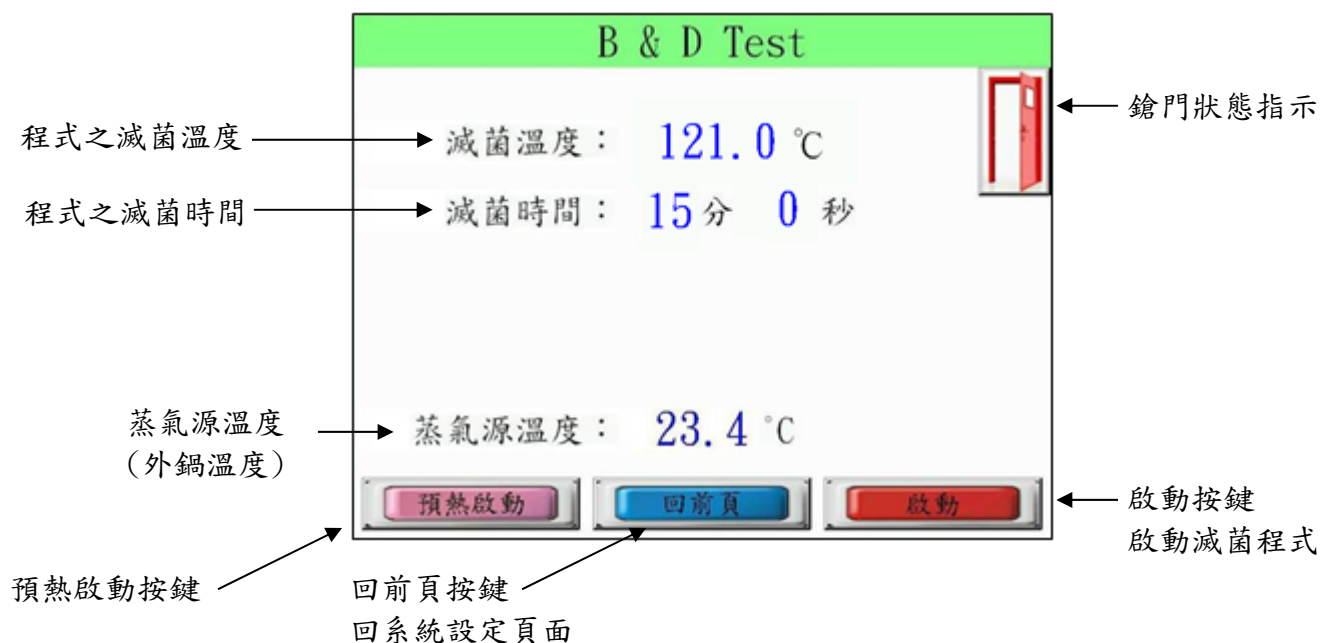 B & D Test
鎗門狀態指示
程式之滅菌溫度
滅菌溫度： 121.0 ℃
程式之滅菌時間
滅菌時間： 15分 0 秒
蒸氣源溫度
(外鍋溫度)
蒸氣源溫度： 23.4 ℃
預熱啟動
回前頁
啟動
啟動按鍵
啟動滅菌程式
預熱啟動按鍵
回前頁按鍵
回系統設定頁面